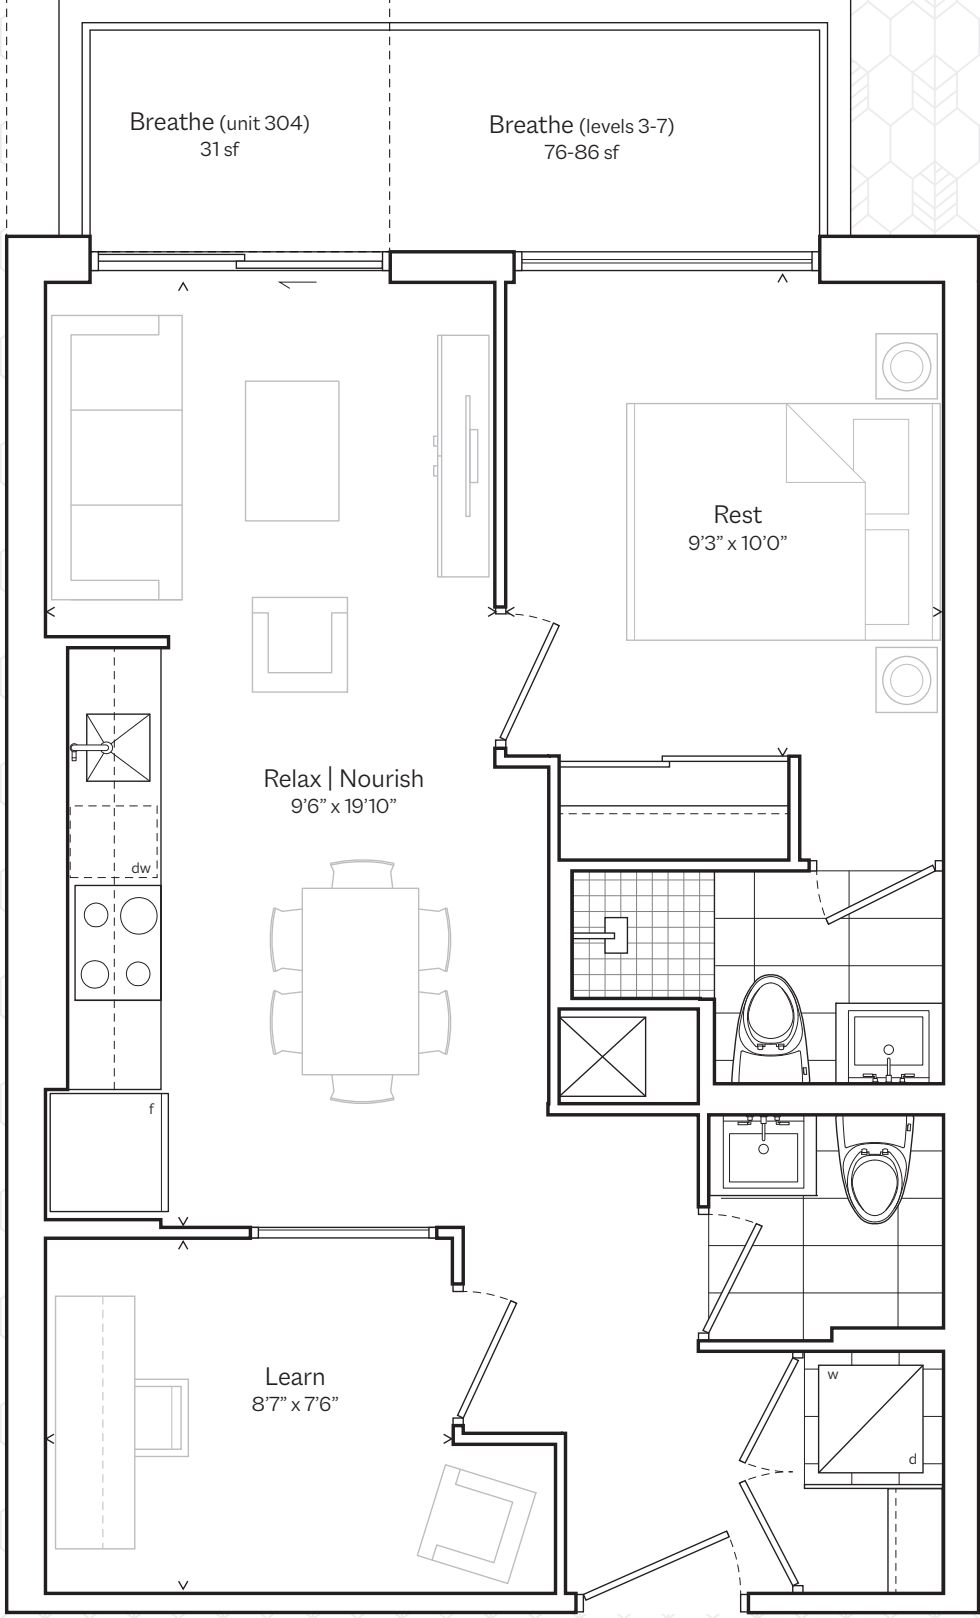 Breathe (unit 304)
31 sf
Breathe (levels 3-7)
76-86 sf
Rest
9’3” x 10’0”
Relax | Nourish
9’6” x 19’10”
dw
f
Learn
8’7” x 7’6”
w
d